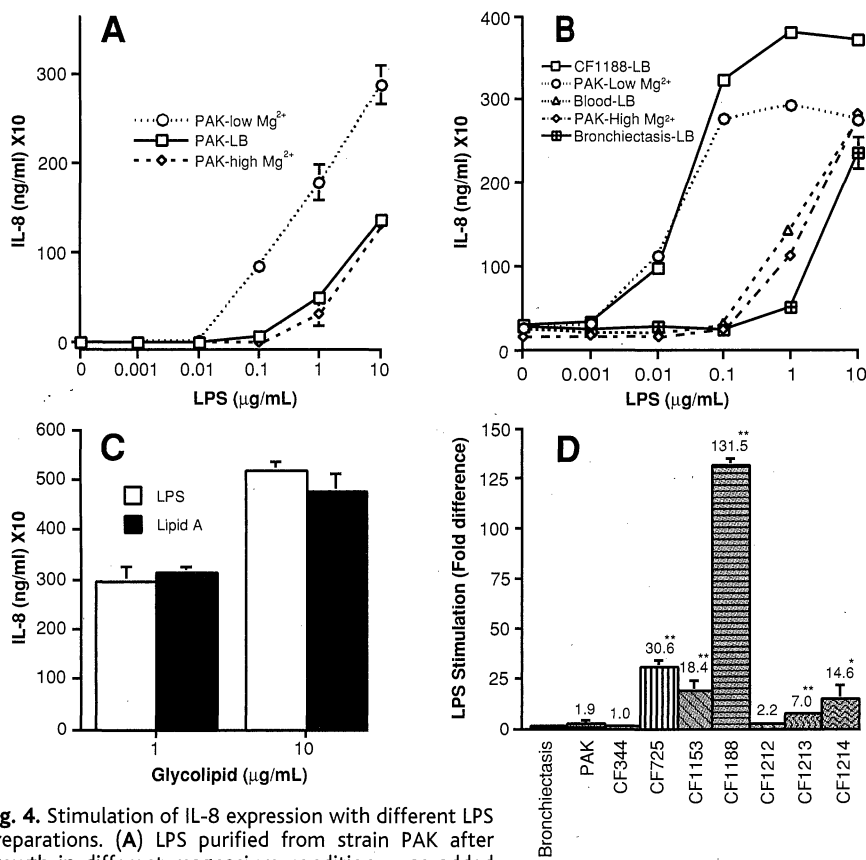 A
IL-8 (ng/ml) X10
300
200
100
0
PAK-low Mg2+
PAK-LB
PAK-high Mg2+
0 0.001 0.01 0.1 1 10
LPS (µg/mL)
B
IL-8 (ng/ml) X10
400
300
200
100
0
CF1188-LB
PAK-Low Mg2+
Blood-LB
PAK-High Mg2+
Bronchiectasis-LB
0 0.001 0.01 0.1 1 10
LPS (µg/mL)
C
IL-8 (ng/ml) X10
600
500
400
300
200
100
0
LPS
Lipid A
1 10
Glycolipid (µg/mL)
D
LPS Stimulation (Fold difference)
150
125
100
75
50
25
0
1.9
1.0
30.6**
18.4**
131.5**
2.2
7.0**
14.6*
Bronchiectasis
PAK
CF344
CF725
CF1153
CF1188
CF1212
CF1213
CF1214
g. 4. Stimulation of IL-8 expression with different LPS
reparations. (A) LPS purified from strain PAK after